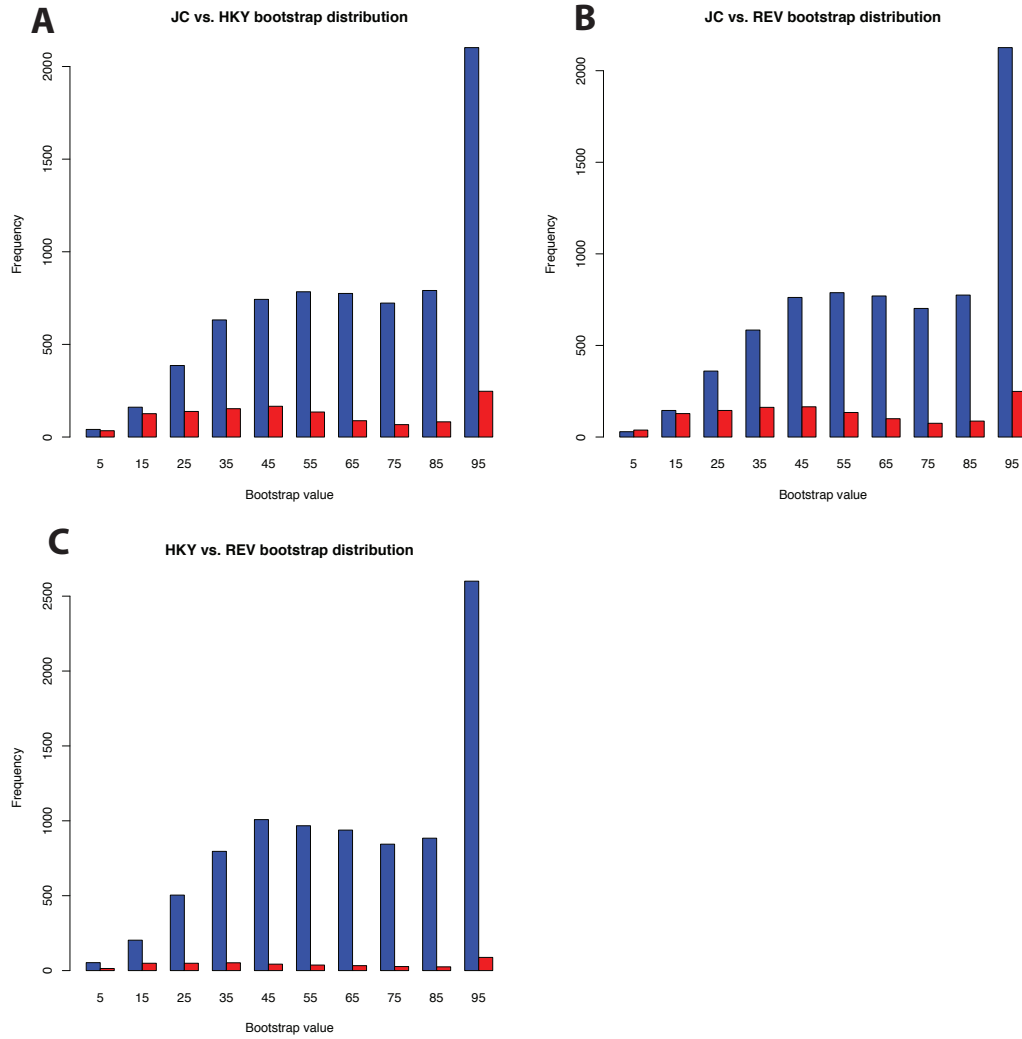 A
JC vs. HKY bootstrap distribution
Frequency
2000
1500
1000
500
0
5 15 25 35 45 55 65 75 85 95
Bootstrap value
B
JC vs. REV bootstrap distribution
Frequency
2000
1500
1000
500
0
5 15 25 35 45 55 65 75 85 95
Bootstrap value
C
HKY vs. REV bootstrap distribution
Frequency
2500
2000
1500
1000
500
0
5 15 25 35 45 55 65 75 85 95
Bootstrap value